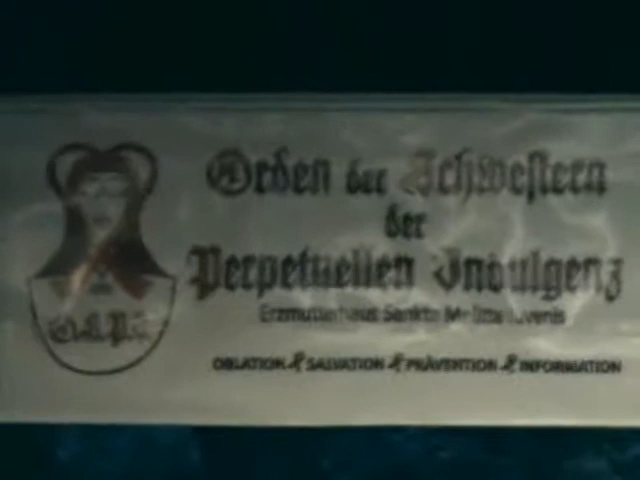 Orden der Schwestern
der
Perpetuellen Indulgenz
Erzmutterhaus Sankta
OBLATION & SALVATION & PRÄVENTION & INFORMATION
O.S.P.I.